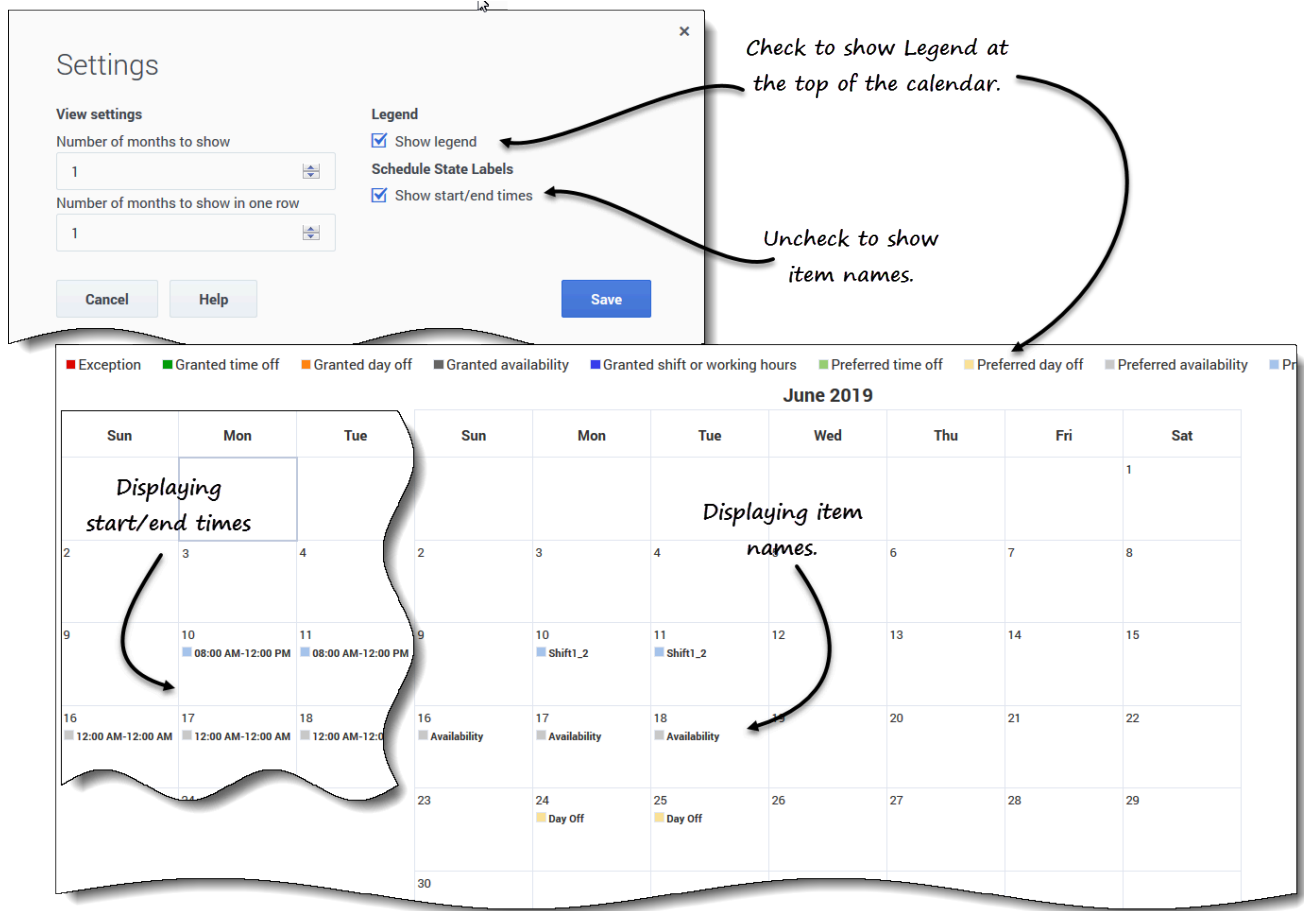 ×
Settings
Check to show Legend at
the top of the calendar.
View settings
Number of months to show
1
Number of months to show in one row
1
Legend
Show legend
Schedule State Labels
Show start/end times
Uncheck to show
item names.
Cancel Help Save
Exception Granted time off Granted day off Granted availability Granted shift or working hours Preferred time off Preferred day off Preferred availability
June 2019
Sun Mon Tue
Displaying
start/end times
2 3 4
9 10 11
08:00 AM-12:00 PM 08:00 AM-12:00 PM
16 17 18
12:00 AM-12:00 AM 12:00 AM-12:00 AM 12:00 AM-12:0
24
Sun Mon Tue Wed Thu Fri Sat
1
Displaying item
names.
2 3 4 6 7 8
9 10 11 12 13 14 15
Shift1_2 Shift1_2
16 17 18 19 20 21 22
Availability Availability Availability
23 24 25 26 27 28 29
Day Off Day Off
30